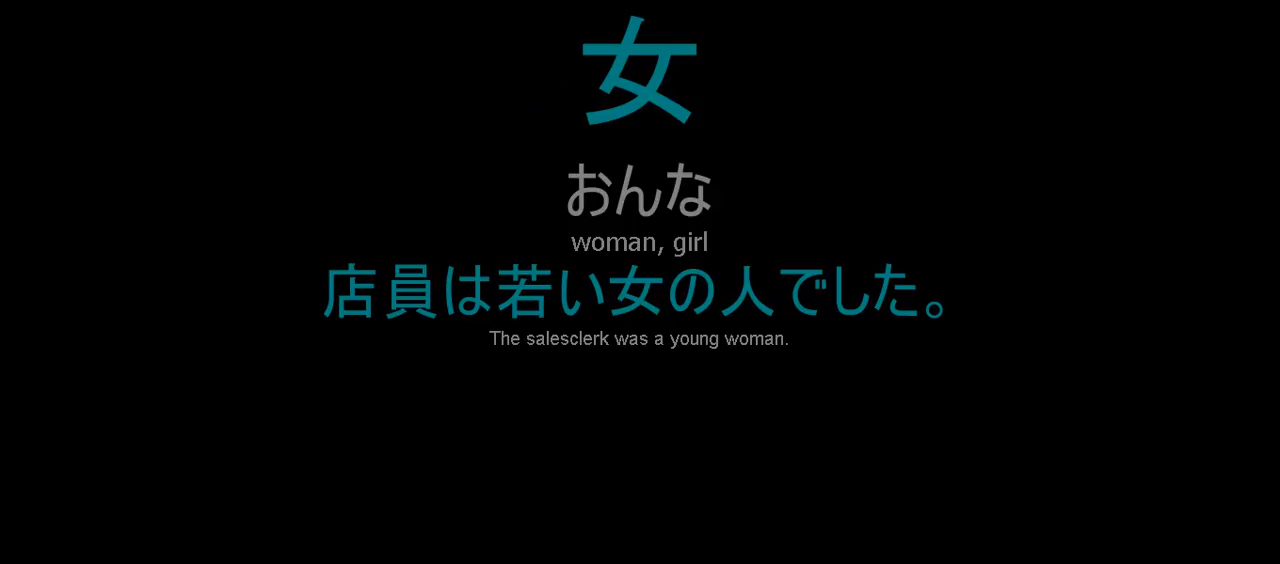 女
おんな
woman, girl
店員は若い女の人でした。
The salesclerk was a young woman.